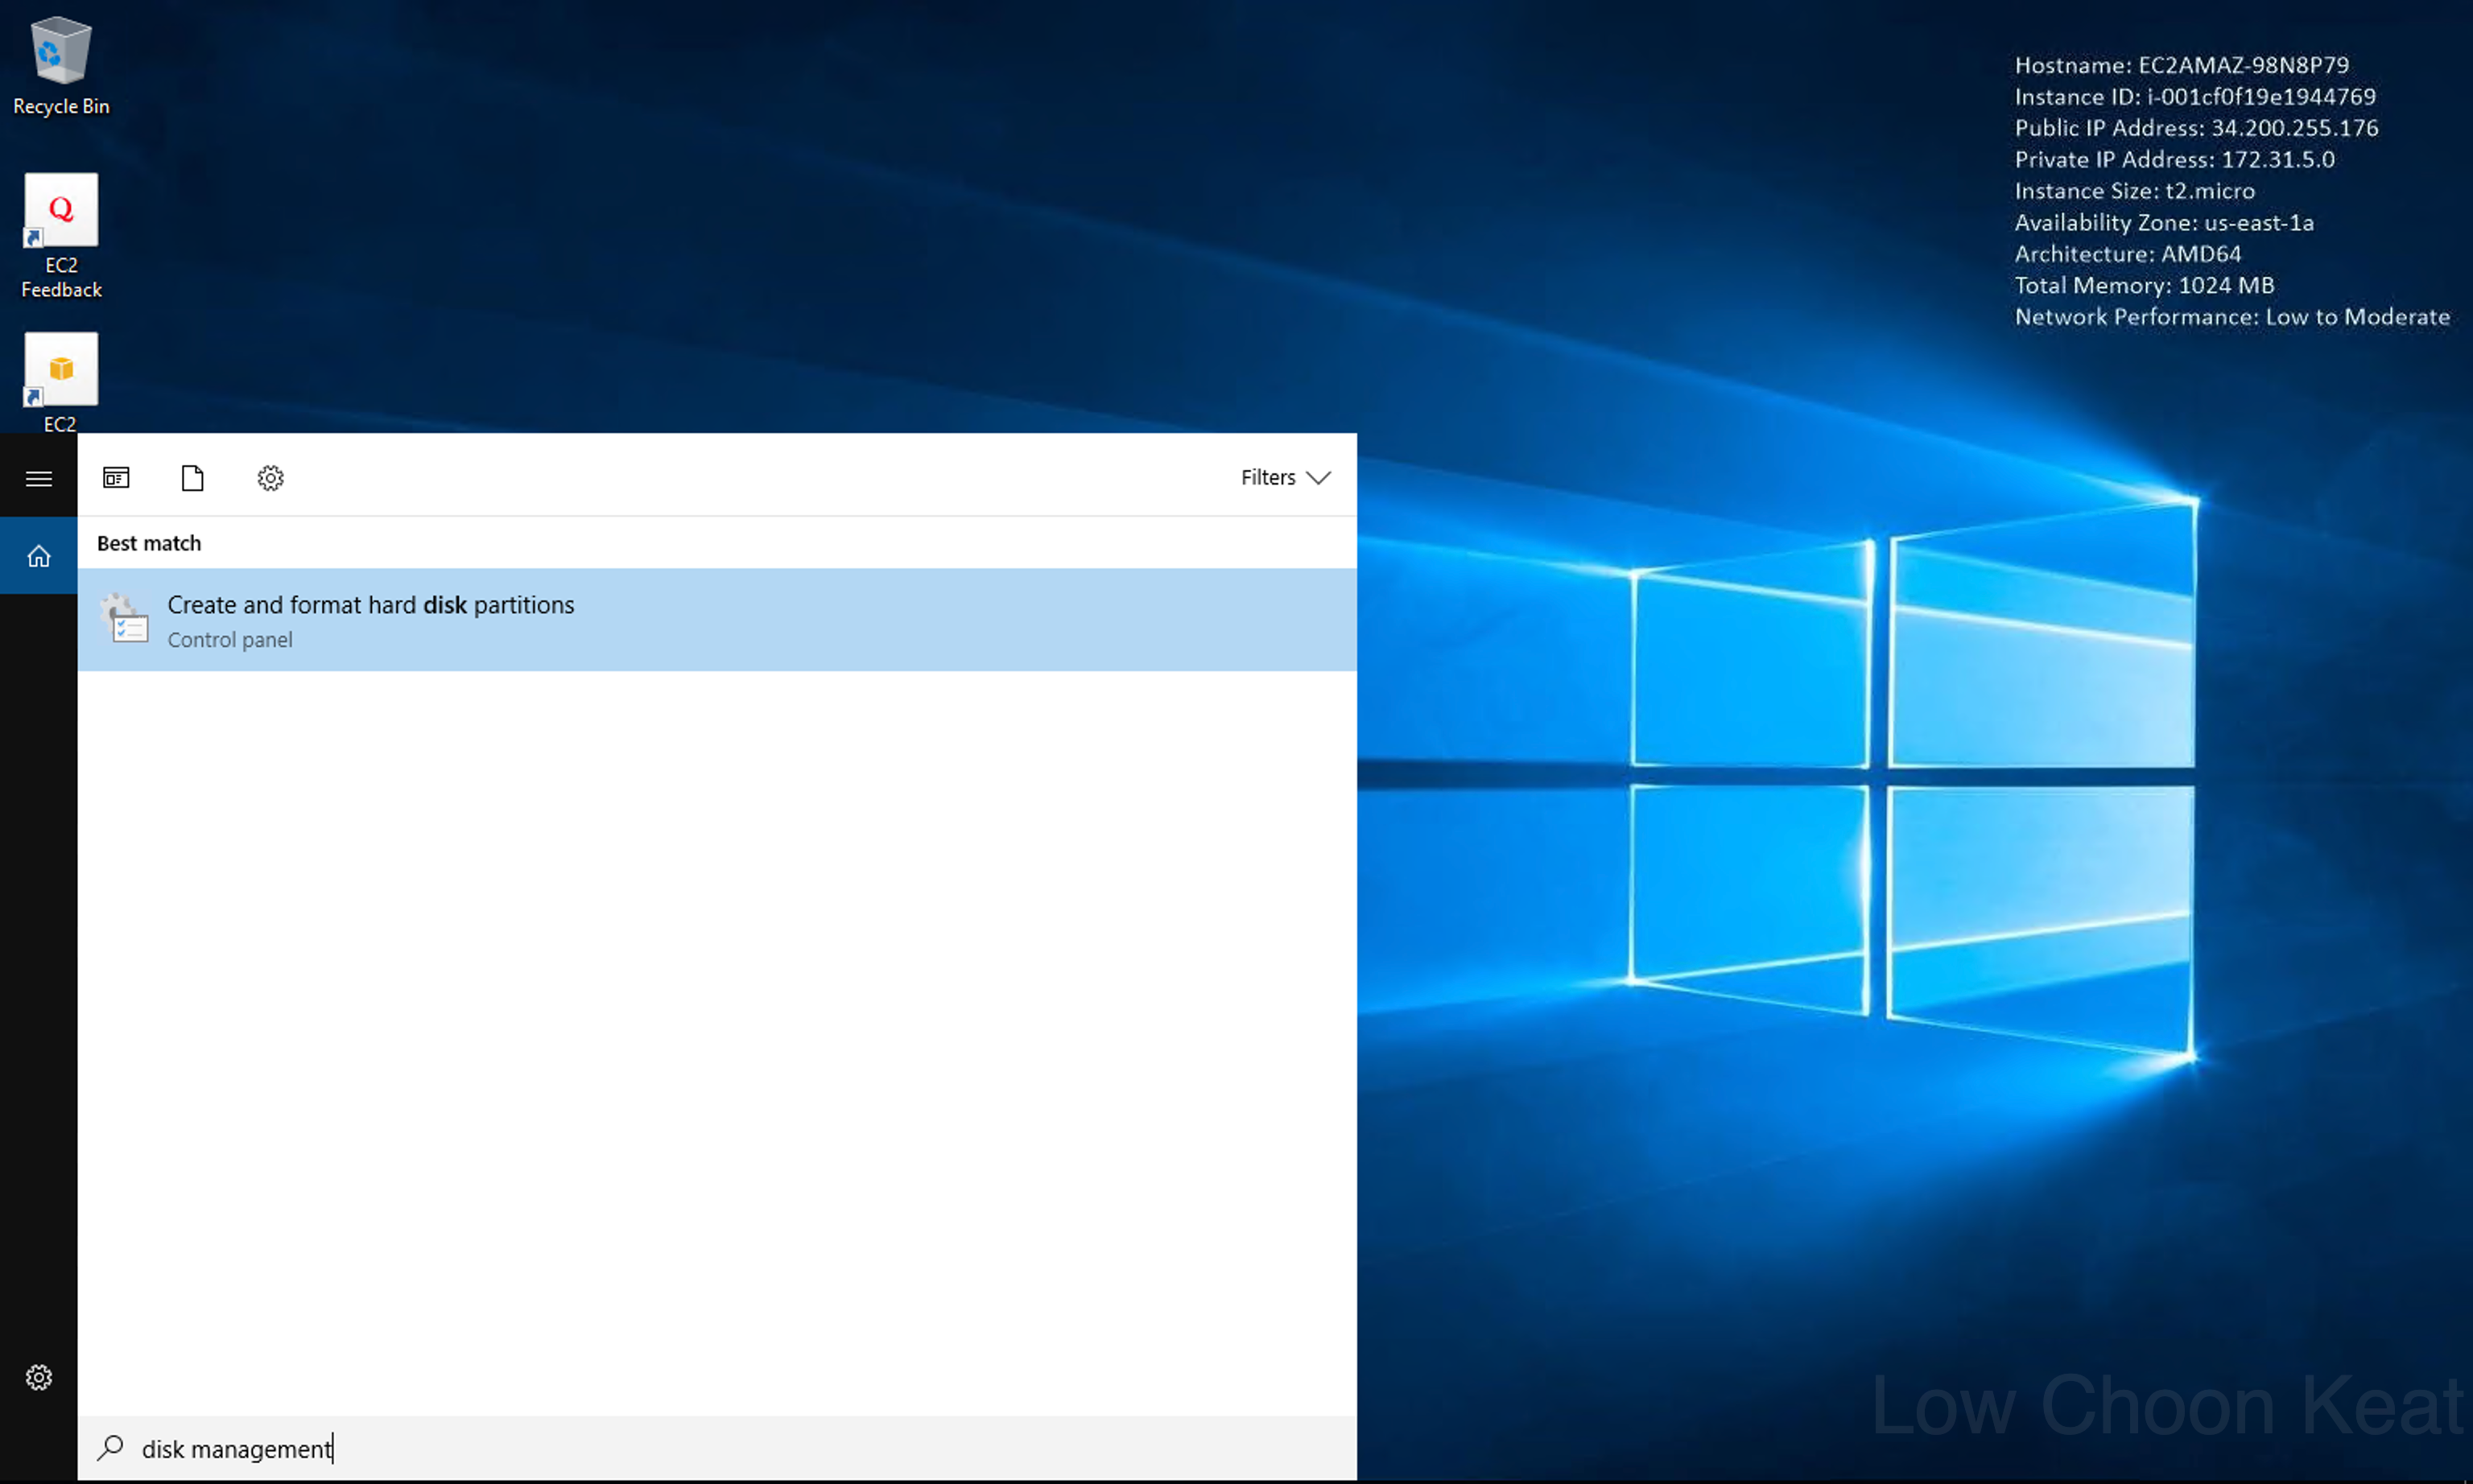 Recycle Bin
Q
EC2
Feedback
EC2
Hostname: EC2AMAZ-98N8P79
Instance ID: i-001cf0f19e1944769
Public IP Address: 34.200.255.176
Private IP Address: 172.31.5.0
Instance Size: t2.micro
Availability Zone: us-east-1a
Architecture: AMD64
Total Memory: 1024 MB
Network Performance: Low to Moderate
Filters
Best match
Create and format hard disk partitions
Control panel
disk management
Low Choon Keat